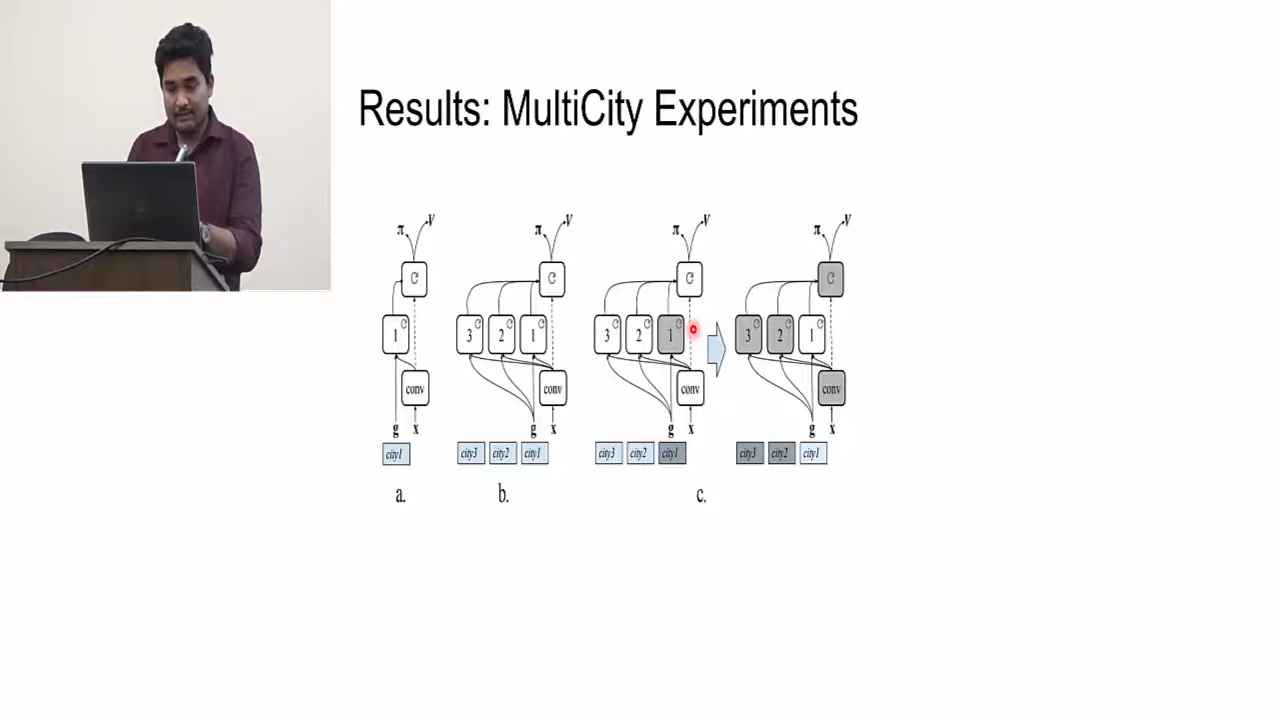 Results: MultiCity Experiments
π V π V π V π V
C C C C
1 3 2 1 3 2 1 3 2 1
conv conv conv conv
g x g x g x g x
city1 city3 city2 city1 city3 city2 city1 city3 city2 city1
a. b. c.